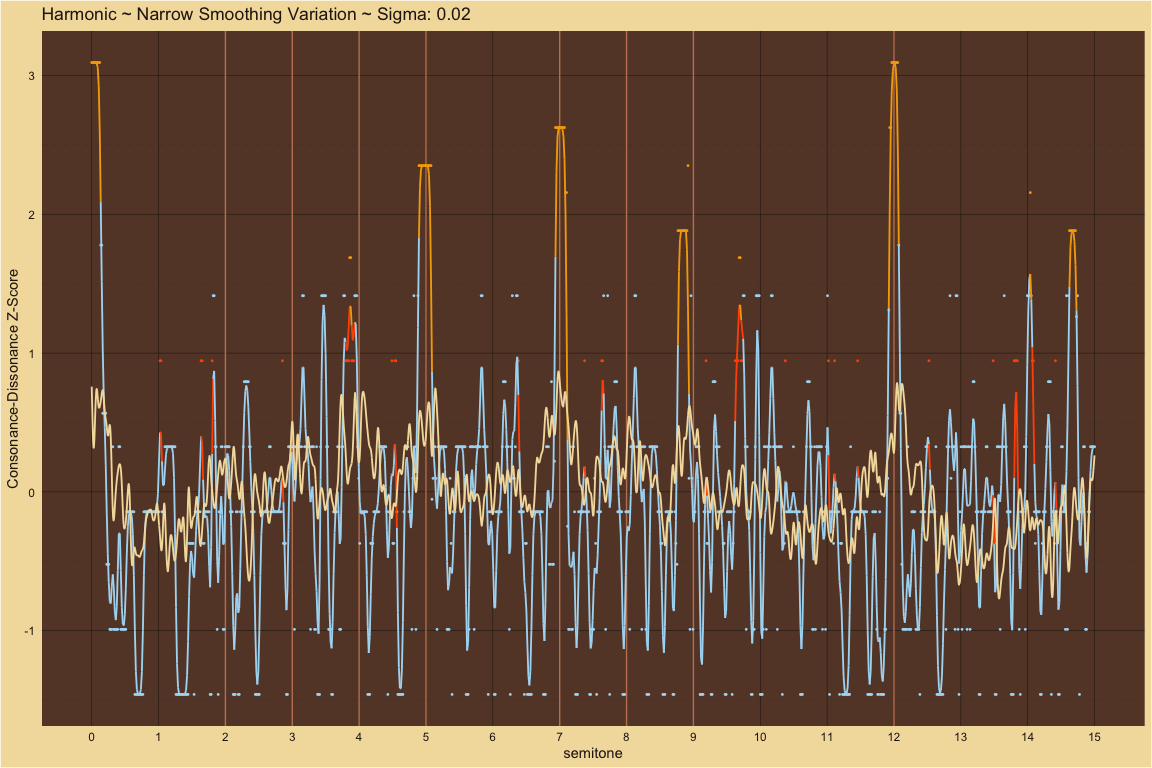 Harmonic ~ Narrow Smoothing Variation ~ Sigma: 0.02
Consonance-Dissonance Z-Score
3
2
1
0
-1
0 1 2 3 4 5 6 7 8 9 10 11 12 13 14 15
semitone